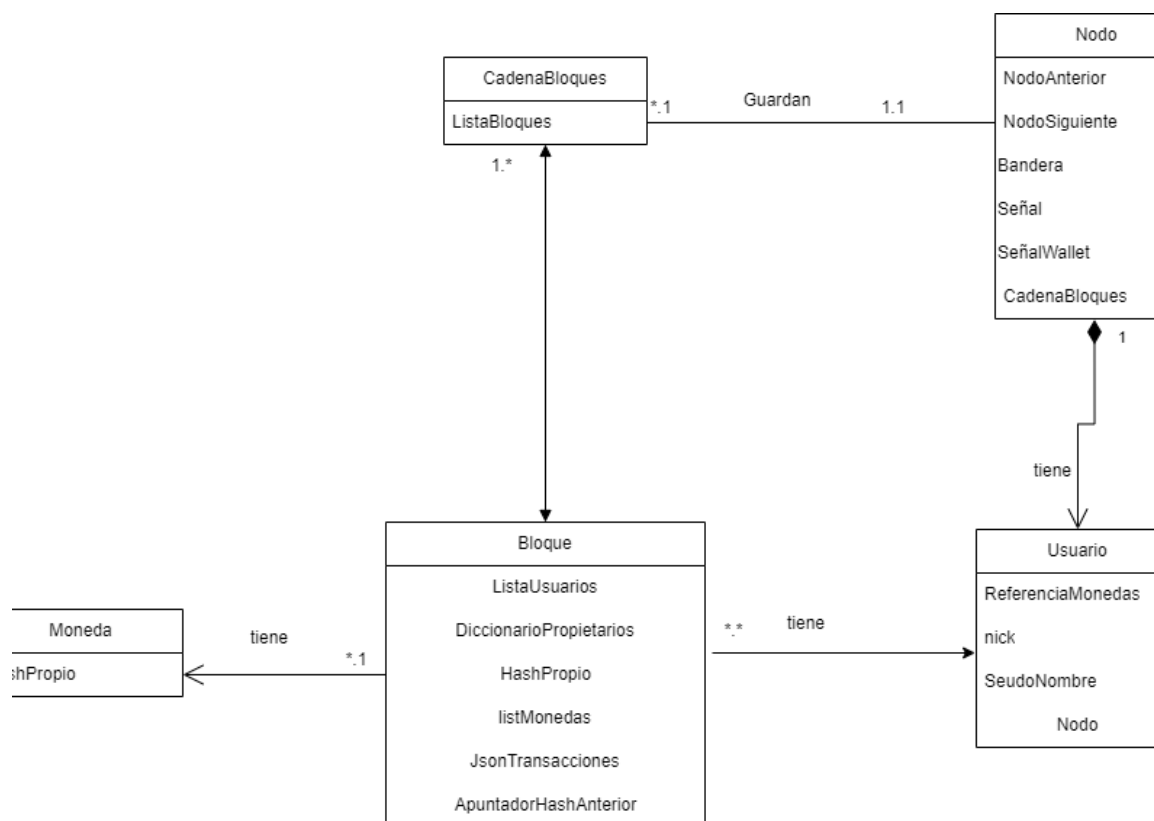 Nodo
NodoAnterior
NodoSiguiente
Bandera
Señal
SeñalWallet
CadenaBloques
1
CadenaBloques
ListaBloques
*.1
Guardan
1.1
1.*
tiene
Bloque
ListaUsuarios
DiccionarioPropietarios
HashPropio
listMonedas
JsonTransacciones
ApuntadorHashAnterior
*.*
tiene
Usuario
ReferenciaMonedas
nick
SeudoNombre
Nodo
Moneda
shPropio
tiene
*.1